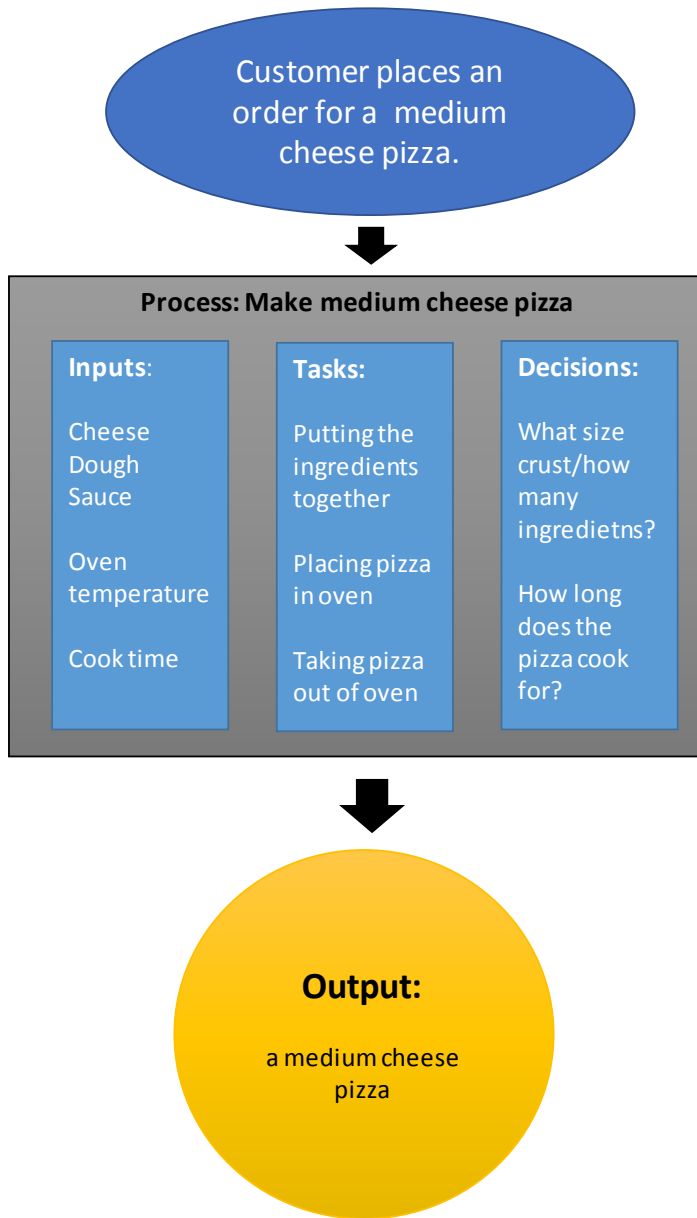 Customer places an
order for a  medium
cheese pizza.
Process: Make medium cheese pizza
Inputs:
Cheese
Dough
Sauce
Oven
temperature
Cook time
Tasks:
Putting the
ingredients
together
Placing pizza
in oven
Taking pizza
out of oven
Decisions:
What size
crust/how
many
ingredietns?
How long
does the
pizza cook
for?
Output:
a medium cheese
pizza